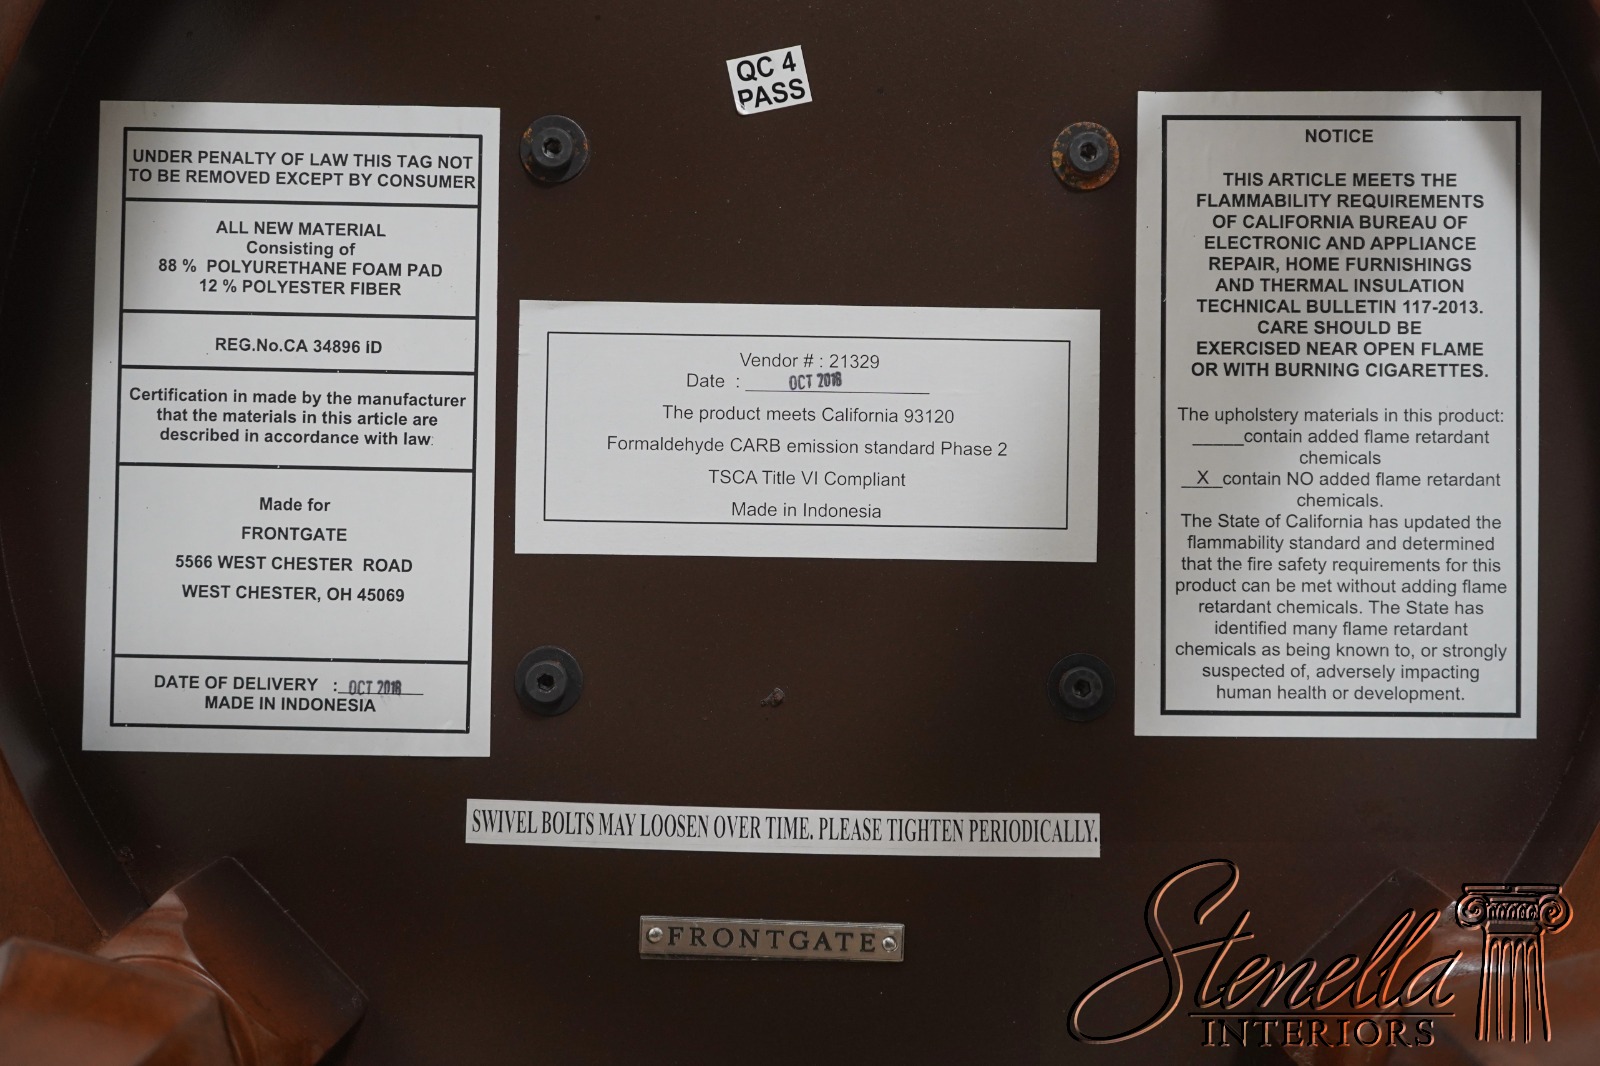 QC 4
PASS
UNDER PENALTY OF LAW THIS TAG NOT
TO BE REMOVED EXCEPT BY CONSUMER
ALL NEW MATERIAL
Consisting of
88 % POLYURETHANE FOAM PAD
12 % POLYESTER FIBER
REG.No.CA 34896 ID
Certification in made by the manufacturer
that the materials in this article are
described in accordance with law.
Made for
FRONTGATE
5566 WEST CHESTER ROAD
WEST CHESTER, OH 45069
DATE OF DELIVERY : OCT 2018
MADE IN INDONESIA
Vendor # : 21329
Date : OCT 2018
The product meets California 93120
Formaldehyde CARB emission standard Phase 2
TSCA Title VI Compliant
Made in Indonesia
NOTICE
THIS ARTICLE MEETS THE
FLAMMABILITY REQUIREMENTS
OF CALIFORNIA BUREAU OF
ELECTRONIC AND APPLIANCE
REPAIR, HOME FURNISHINGS
AND THERMAL INSULATION
TECHNICAL BULLETIN 117-2013.
CARE SHOULD BE
EXERCISED NEAR OPEN FLAME
OR WITH BURNING CIGARETTES.
The upholstery materials in this product:
_____contain added flame retardant
chemicals
__X__contain NO added flame retardant
chemicals.
The State of California has updated the
flammability standard and determined
that the fire safety requirements for this
product can be met without adding flame
retardant chemicals. The State has
identified many flame retardant
chemicals as being known to, or strongly
suspected of, adversely impacting
human health or development.
SWIVEL BOLTS MAY LOOSEN OVER TIME. PLEASE TIGHTEN PERIODICALLY.
FRONTGATE
Stenella
INTERIORS